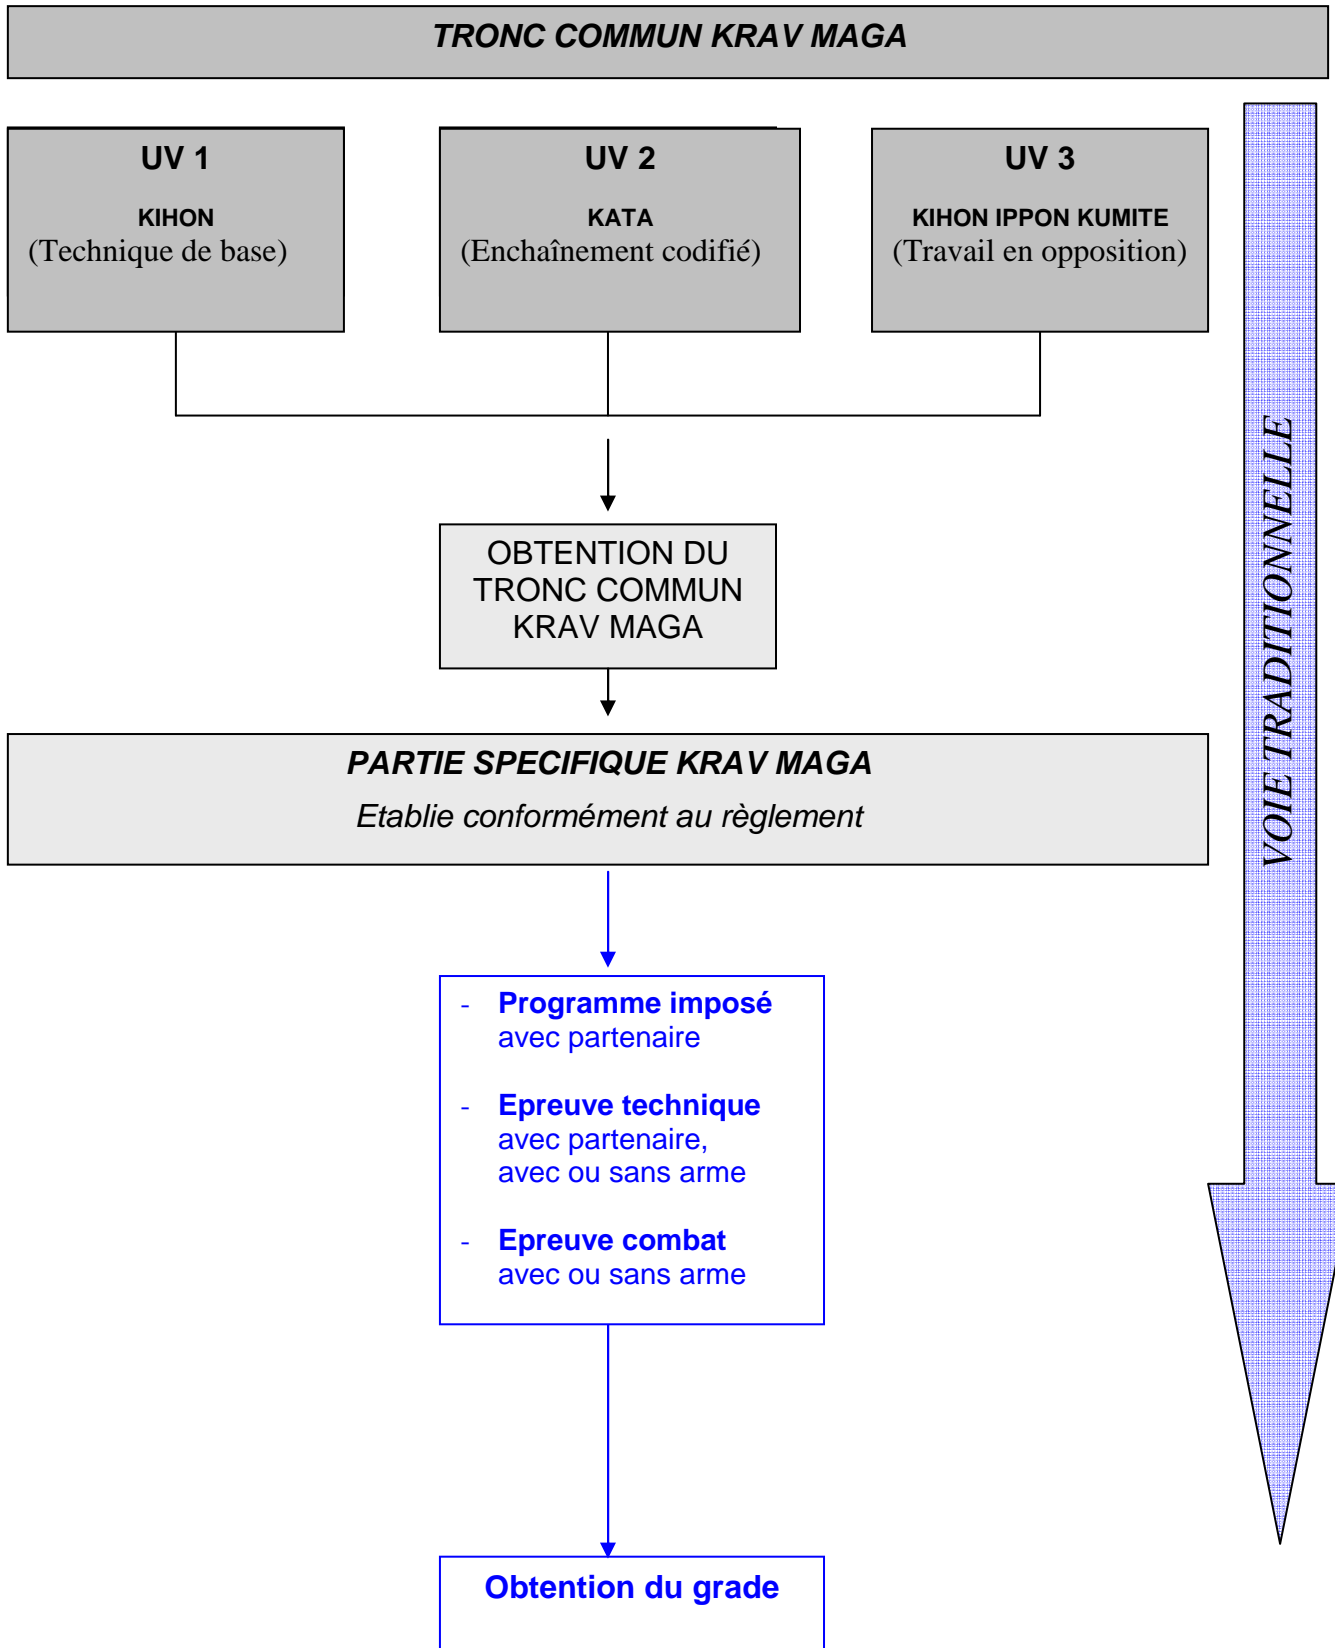 TRONC COMMUN KRAV MAGA
UV 1
KIHON
(Technique de base)
UV 2
KATA
(Enchaînement codifié)
UV 3
KIHON IPPON KUMITE
(Travail en opposition)
OBTENTION DU
TRONC COMMUN
KRAV MAGA
PARTIE SPECIFIQUE KRAV MAGA
Etablie conformément au règlement
- Programme imposé
avec partenaire
- Epreuve technique
avec partenaire,
avec ou sans arme
- Epreuve combat
avec ou sans arme
Obtention du grade
VOIE TRADITIONNELLE